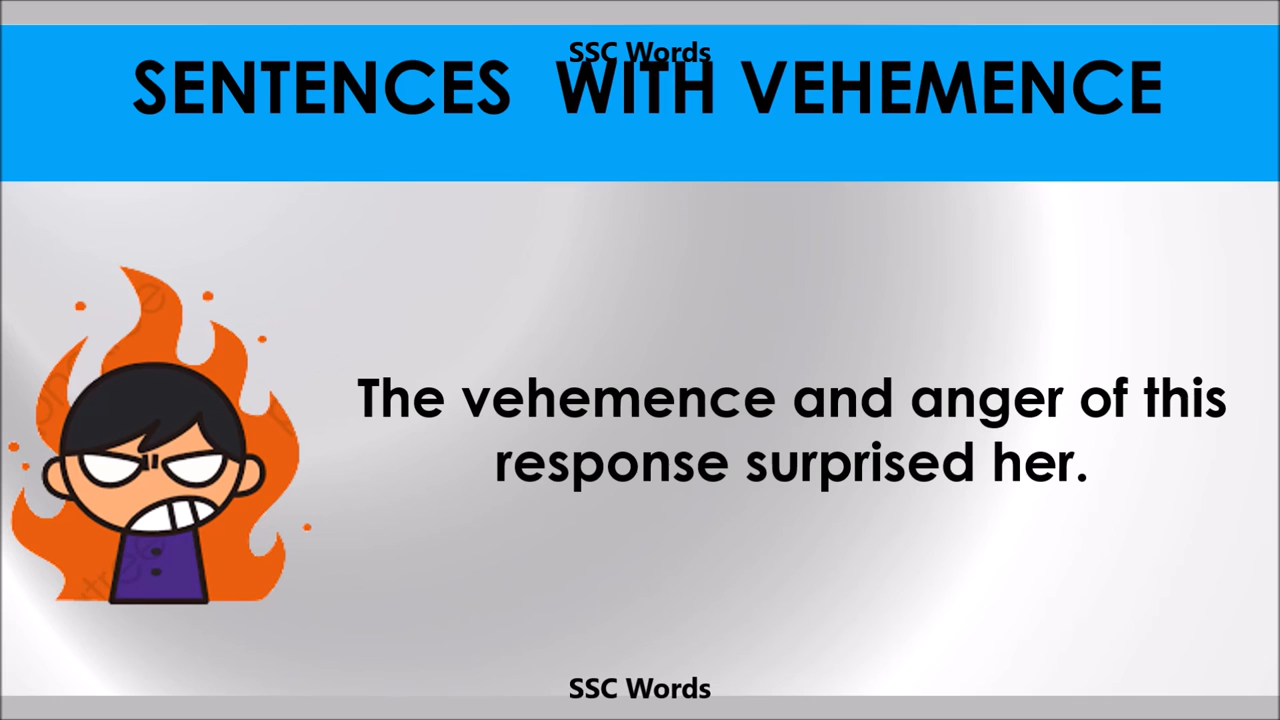 SSC Words
SENTENCES WITH VEHEMENCE
The vehemence and anger of this
response surprised her.
SSC Words